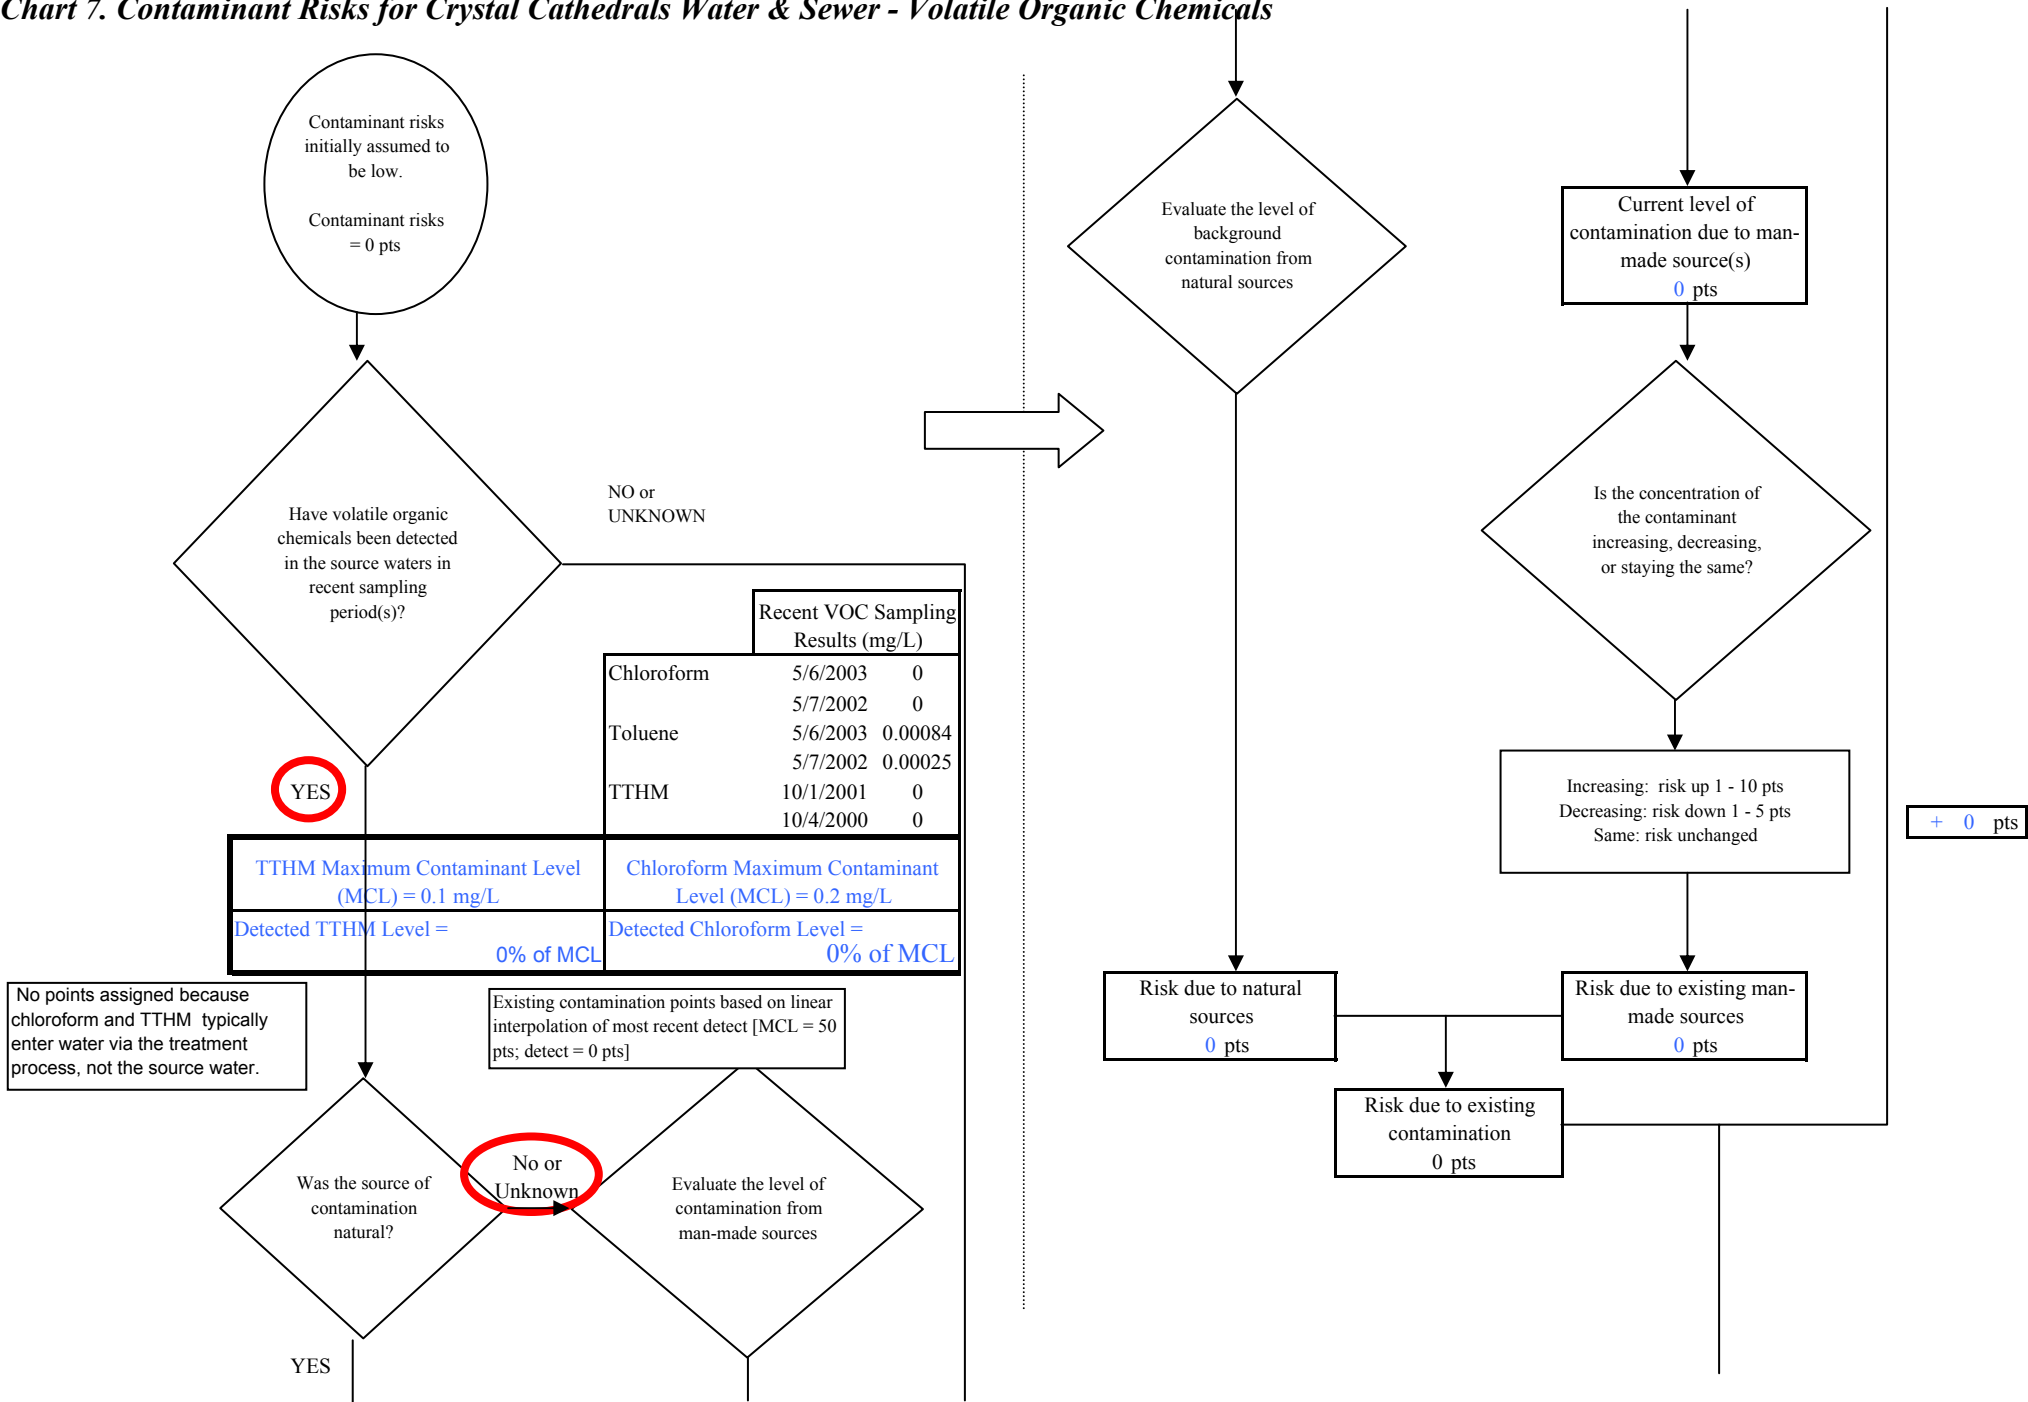 Chart 7. Contaminant Risks for Crystal Cathedrals Water & Sewer - Volatile Organic Chemicals
Contaminant risks
initially assumed to
be low.
Contaminant risks
= 0 pts
Have volatile organic
chemicals been detected
in the source waters in
recent sampling
period(s)?
NO or
UNKNOWN
YES
Recent VOC Sampling
Results (mg/L)
Chloroform 5/6/2003 0
5/7/2002 0
Toluene 5/6/2003 0.00084
5/7/2002 0.00025
TTHM 10/1/2001 0
10/4/2000 0
TTHM Maximum Contaminant Level
(MCL) = 0.1 mg/L
Chloroform Maximum Contaminant
Level (MCL) = 0.2 mg/L
Detected TTHM Level =
0% of MCL
Detected Chloroform Level =
0% of MCL
No points assigned because
chloroform and TTHM typically
enter water via the treatment
process, not the source water.
Existing contamination points based on linear
interpolation of most recent detect [MCL = 50
pts; detect = 0 pts]
Was the source of
contamination
natural?
No or
Unknown
Evaluate the level of
contamination from
man-made sources
YES
Evaluate the level of
background
contamination from
natural sources
Current level of
contamination due to man-
made source(s)
0 pts
Is the concentration of
the contaminant
increasing, decreasing,
or staying the same?
Increasing: risk up 1 - 10 pts
Decreasing: risk down 1 - 5 pts
Same: risk unchanged
+ 0 pts
Risk due to natural
sources
0 pts
Risk due to existing man-
made sources
0 pts
Risk due to existing
contamination
0 pts